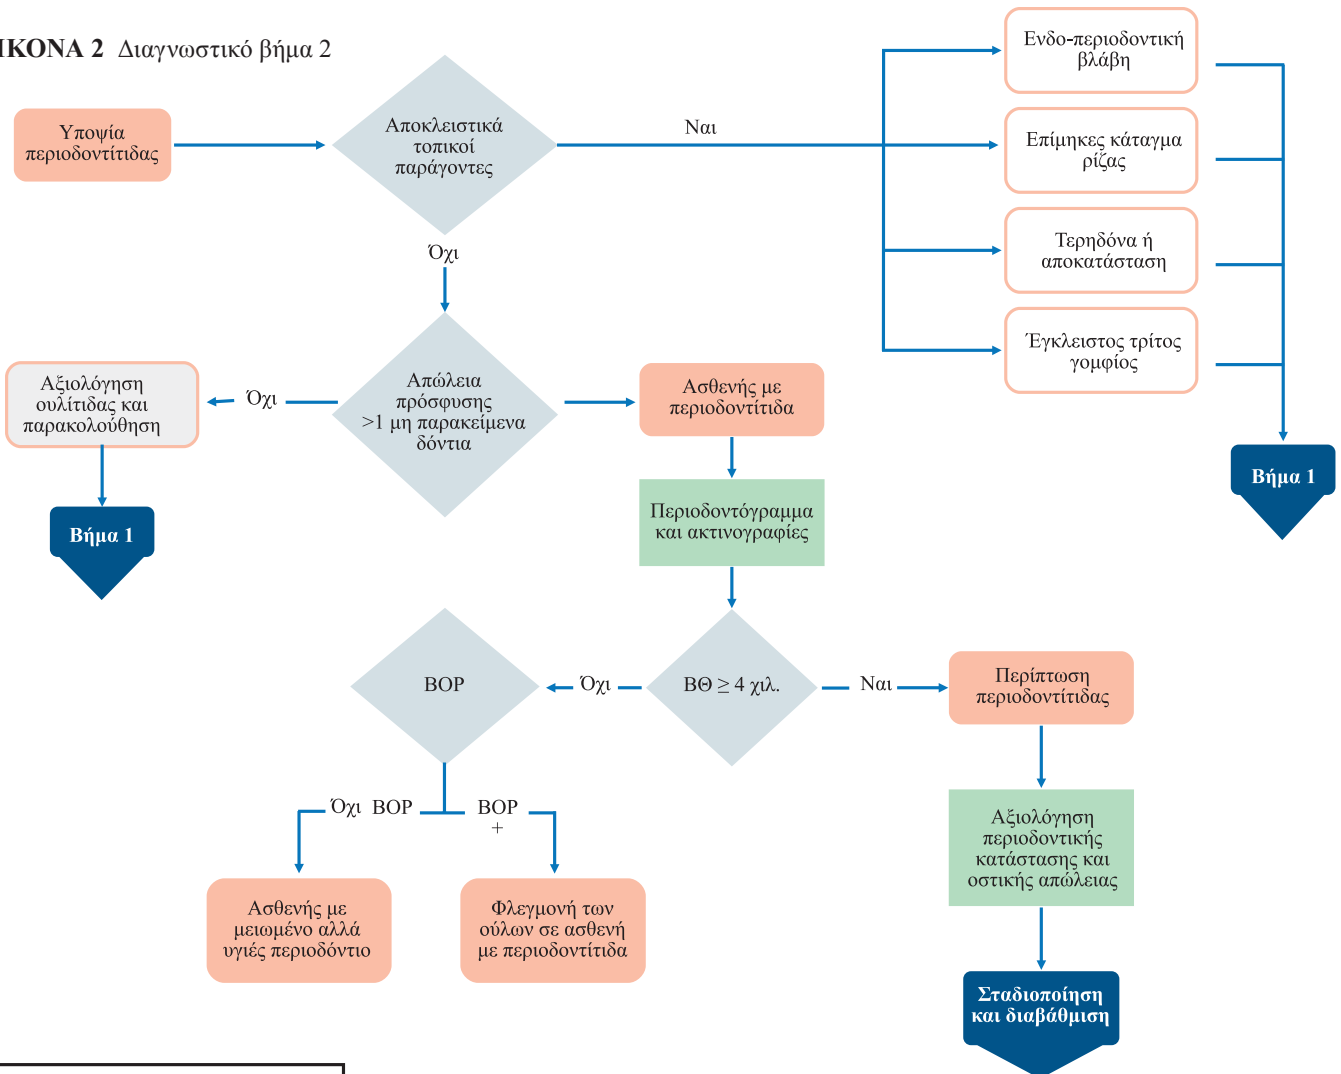 ΙΚΟΝΑ 2 Διαγνωστικό βήμα 2
Υποψία
περιοδοντίτιδας
Αποκλειστικά
τοπικοί
παράγοντες
Ναι
Ενδο-περιοδοντική
βλάβη
Επίμηκες κάταγμα
ρίζας
Τερηδόνα ή
αποκατάσταση
Έγκλειστος τρίτος
γομφίος
Βήμα 1
Όχι
Απώλεια
πρόσφυσης
>1 μη παρακείμενα
δόντια
Όχι
Αξιολόγηση
ουλίτιδας και
παρακολούθηση
Βήμα 1
Ασθενής με
περιοδοντίτιδα
Περιοδοντόγραμμα
και ακτινογραφίες
ΒΘ ≥ 4 χιλ.
Όχι
Ναι
BOP
Όχι BOP
BOP
+
Ασθενής με
μειωμένο αλλά
υγιές περιοδόντιο
Φλεγμονή των
ούλων σε ασθενή
με περιοδοντίτιδα
Περίπτωση
περιοδοντίτιδας
Αξιολόγηση
περιοδοντικής
κατάστασης και
οστικής απώλειας
Σταδιοποίηση
και διαβάθμιση